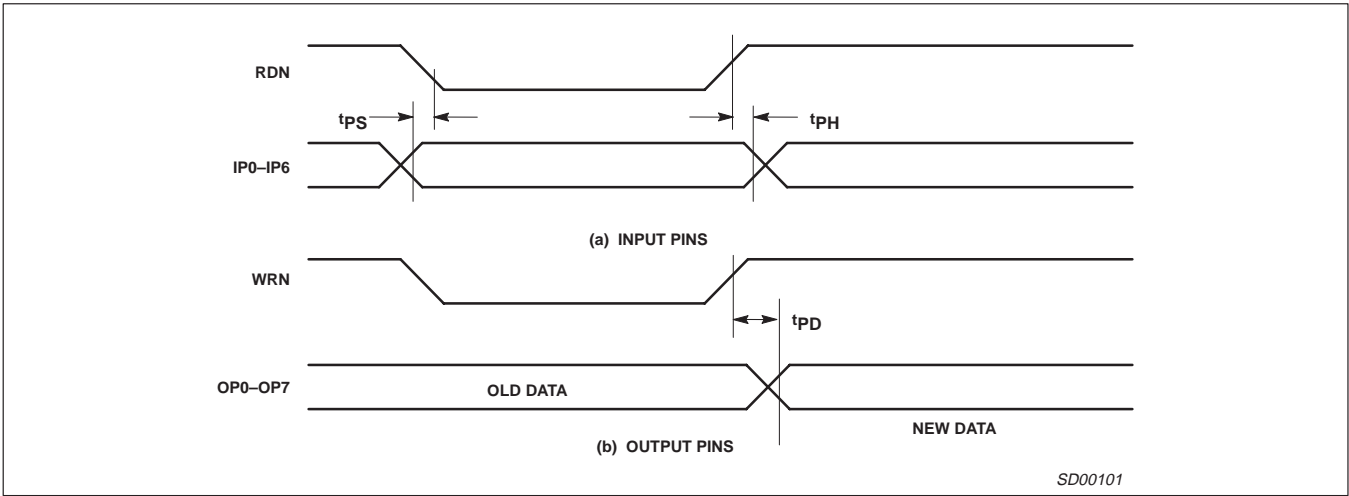 RDN
tPS
tPH
IP0–IP6
(a) INPUT PINS
WRN
tPD
OP0–OP7
OLD DATA
NEW DATA
(b) OUTPUT PINS
SD00101